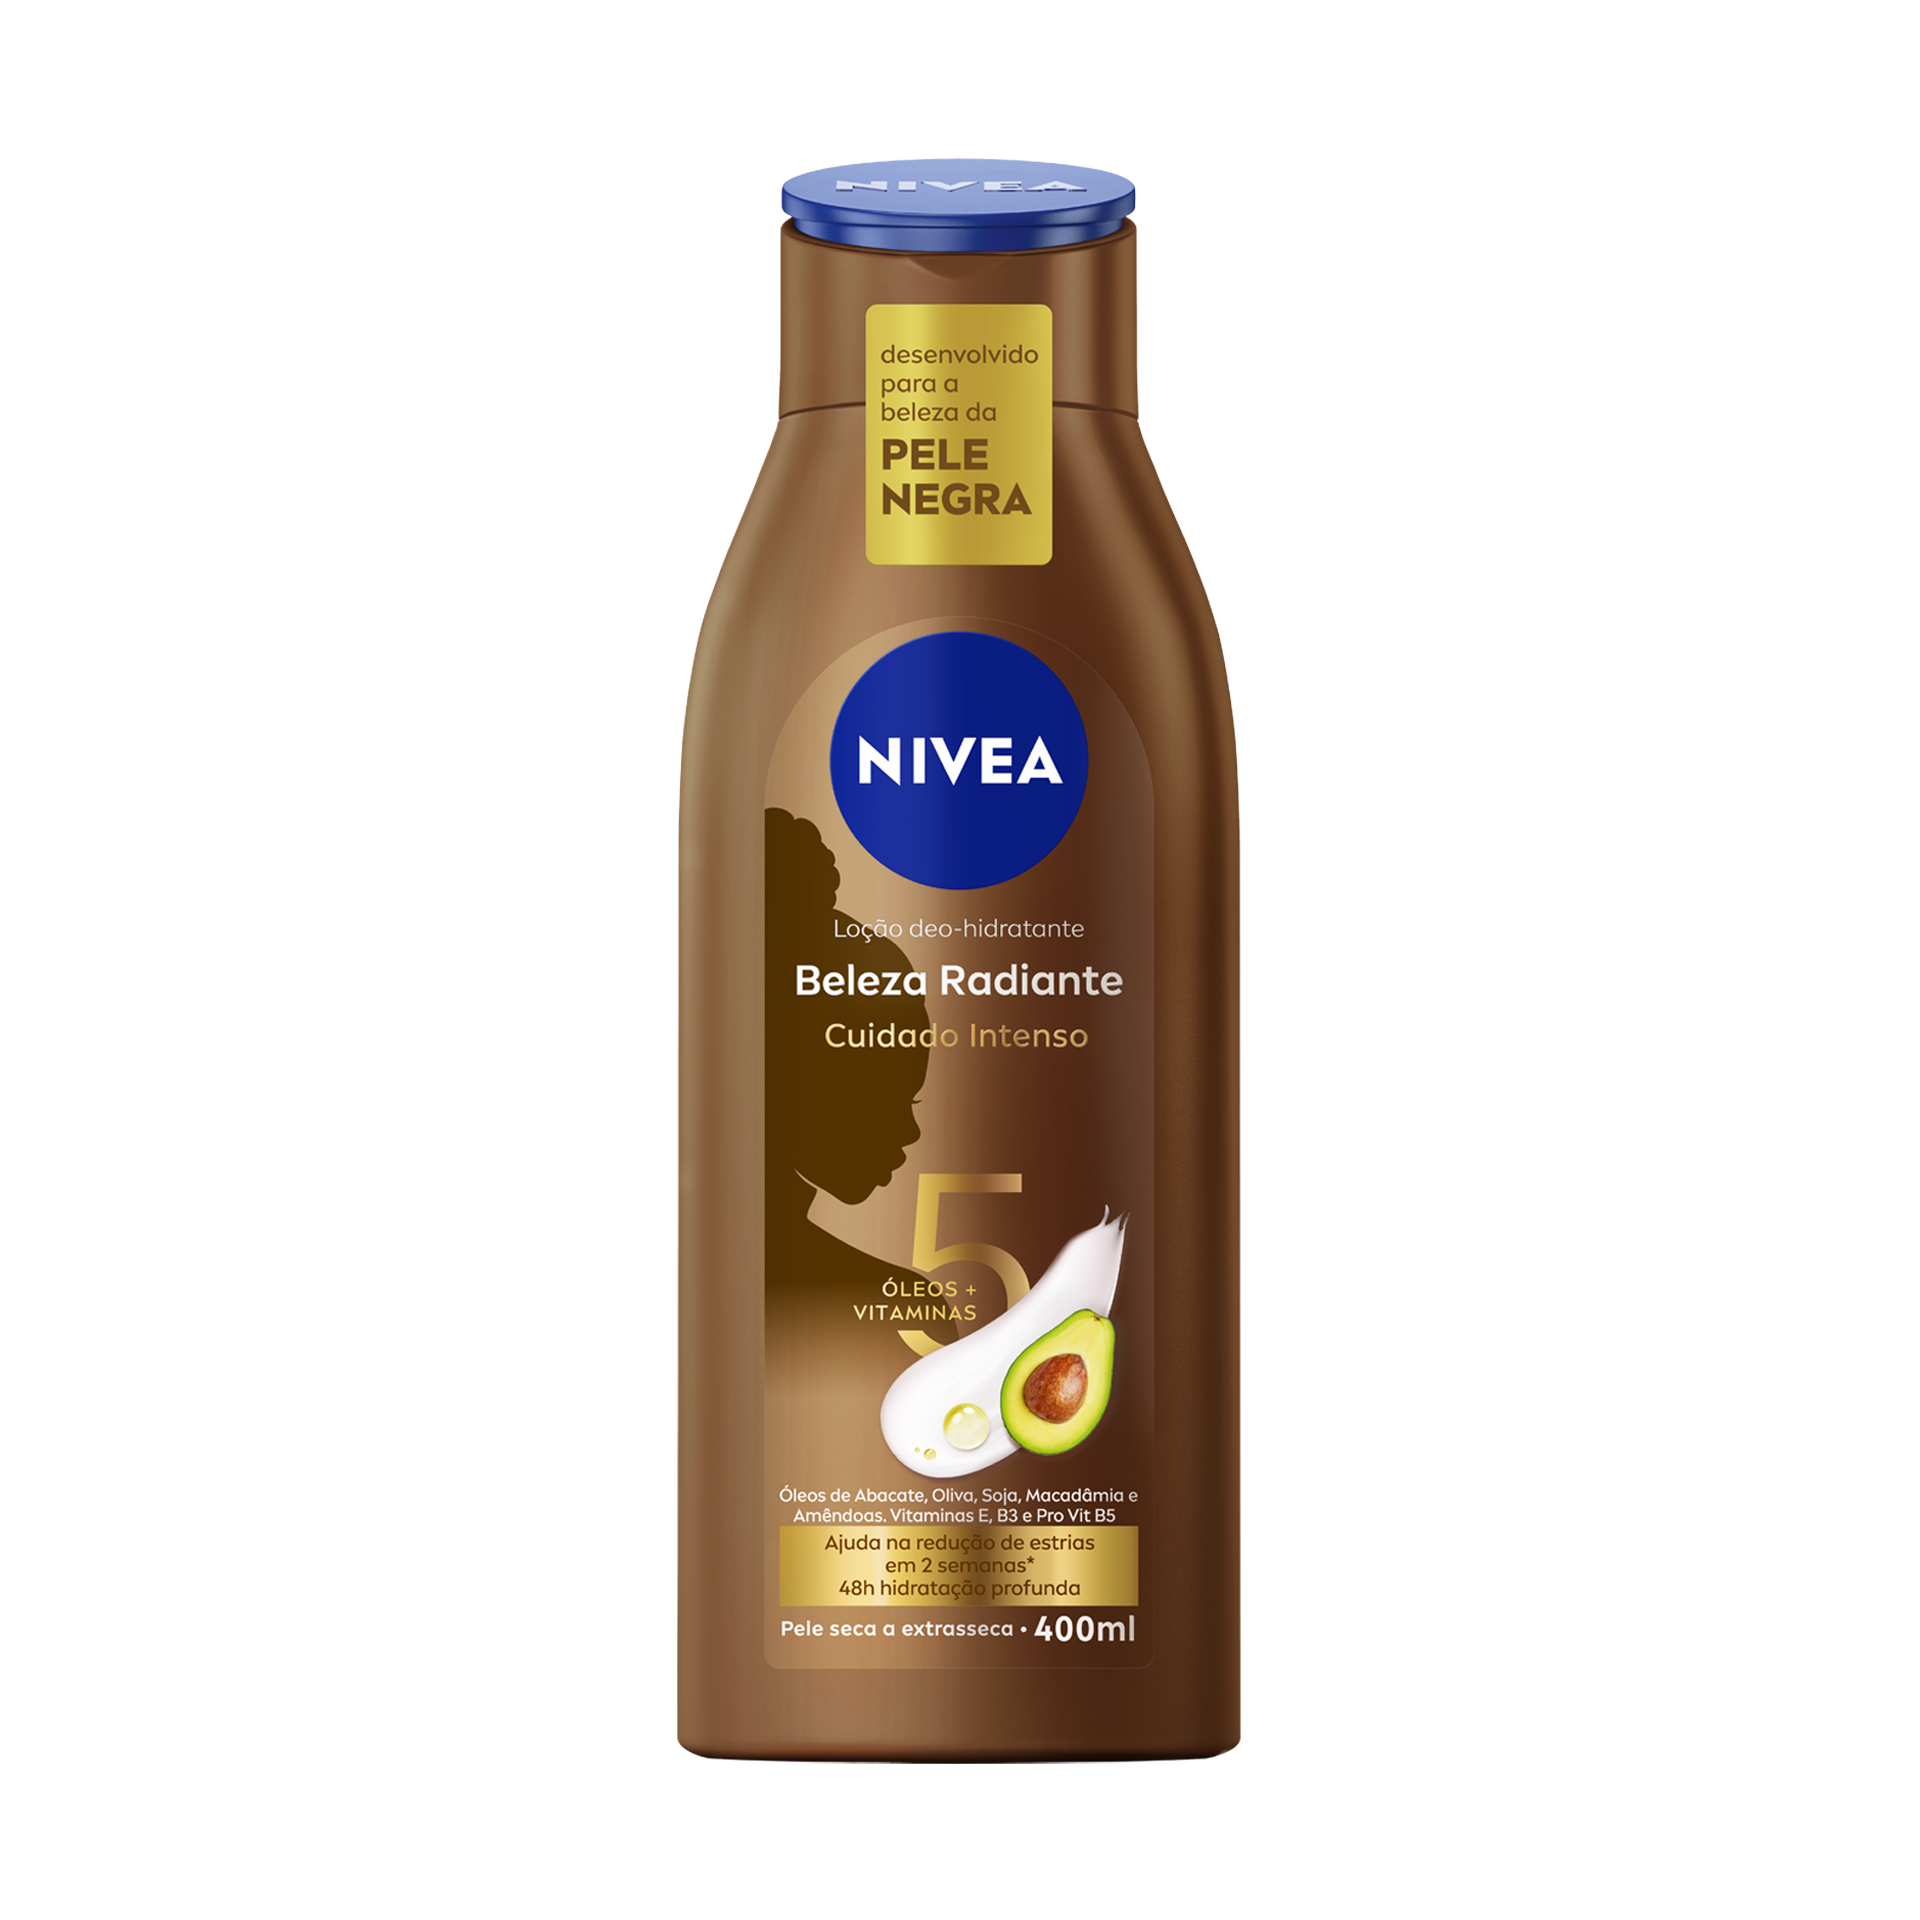 NIVEA
desenvolvido
para a
beleza da
PELE
NEGRA
NIVEA
Loção deo-hidratante
Beleza Radiante
Cuidado Intenso
5
ÓLEOS +
VITAMINAS
Óleos de Abacate, Oliva, Soja, Macadâmia e
Amêndoas. Vitaminas E, B3 e Pro Vit B5
Ajuda na redução de estrias
em 2 semanas*
48h hidratação profunda
Pele seca a extrasseca • 400ml